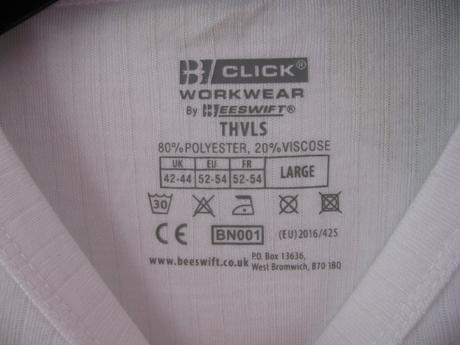 B CLICK®
WORKWEAR
By BEESWIFT®
THVLS
80%POLYESTER, 20%VISCOSE
UK EU FR LARGE
42-44 52-54 52-54
30
CE BN001 (EU)2016/425
www.beeswift.co.uk P.O. Box 13636,
West Bromwich, B70 1BQ